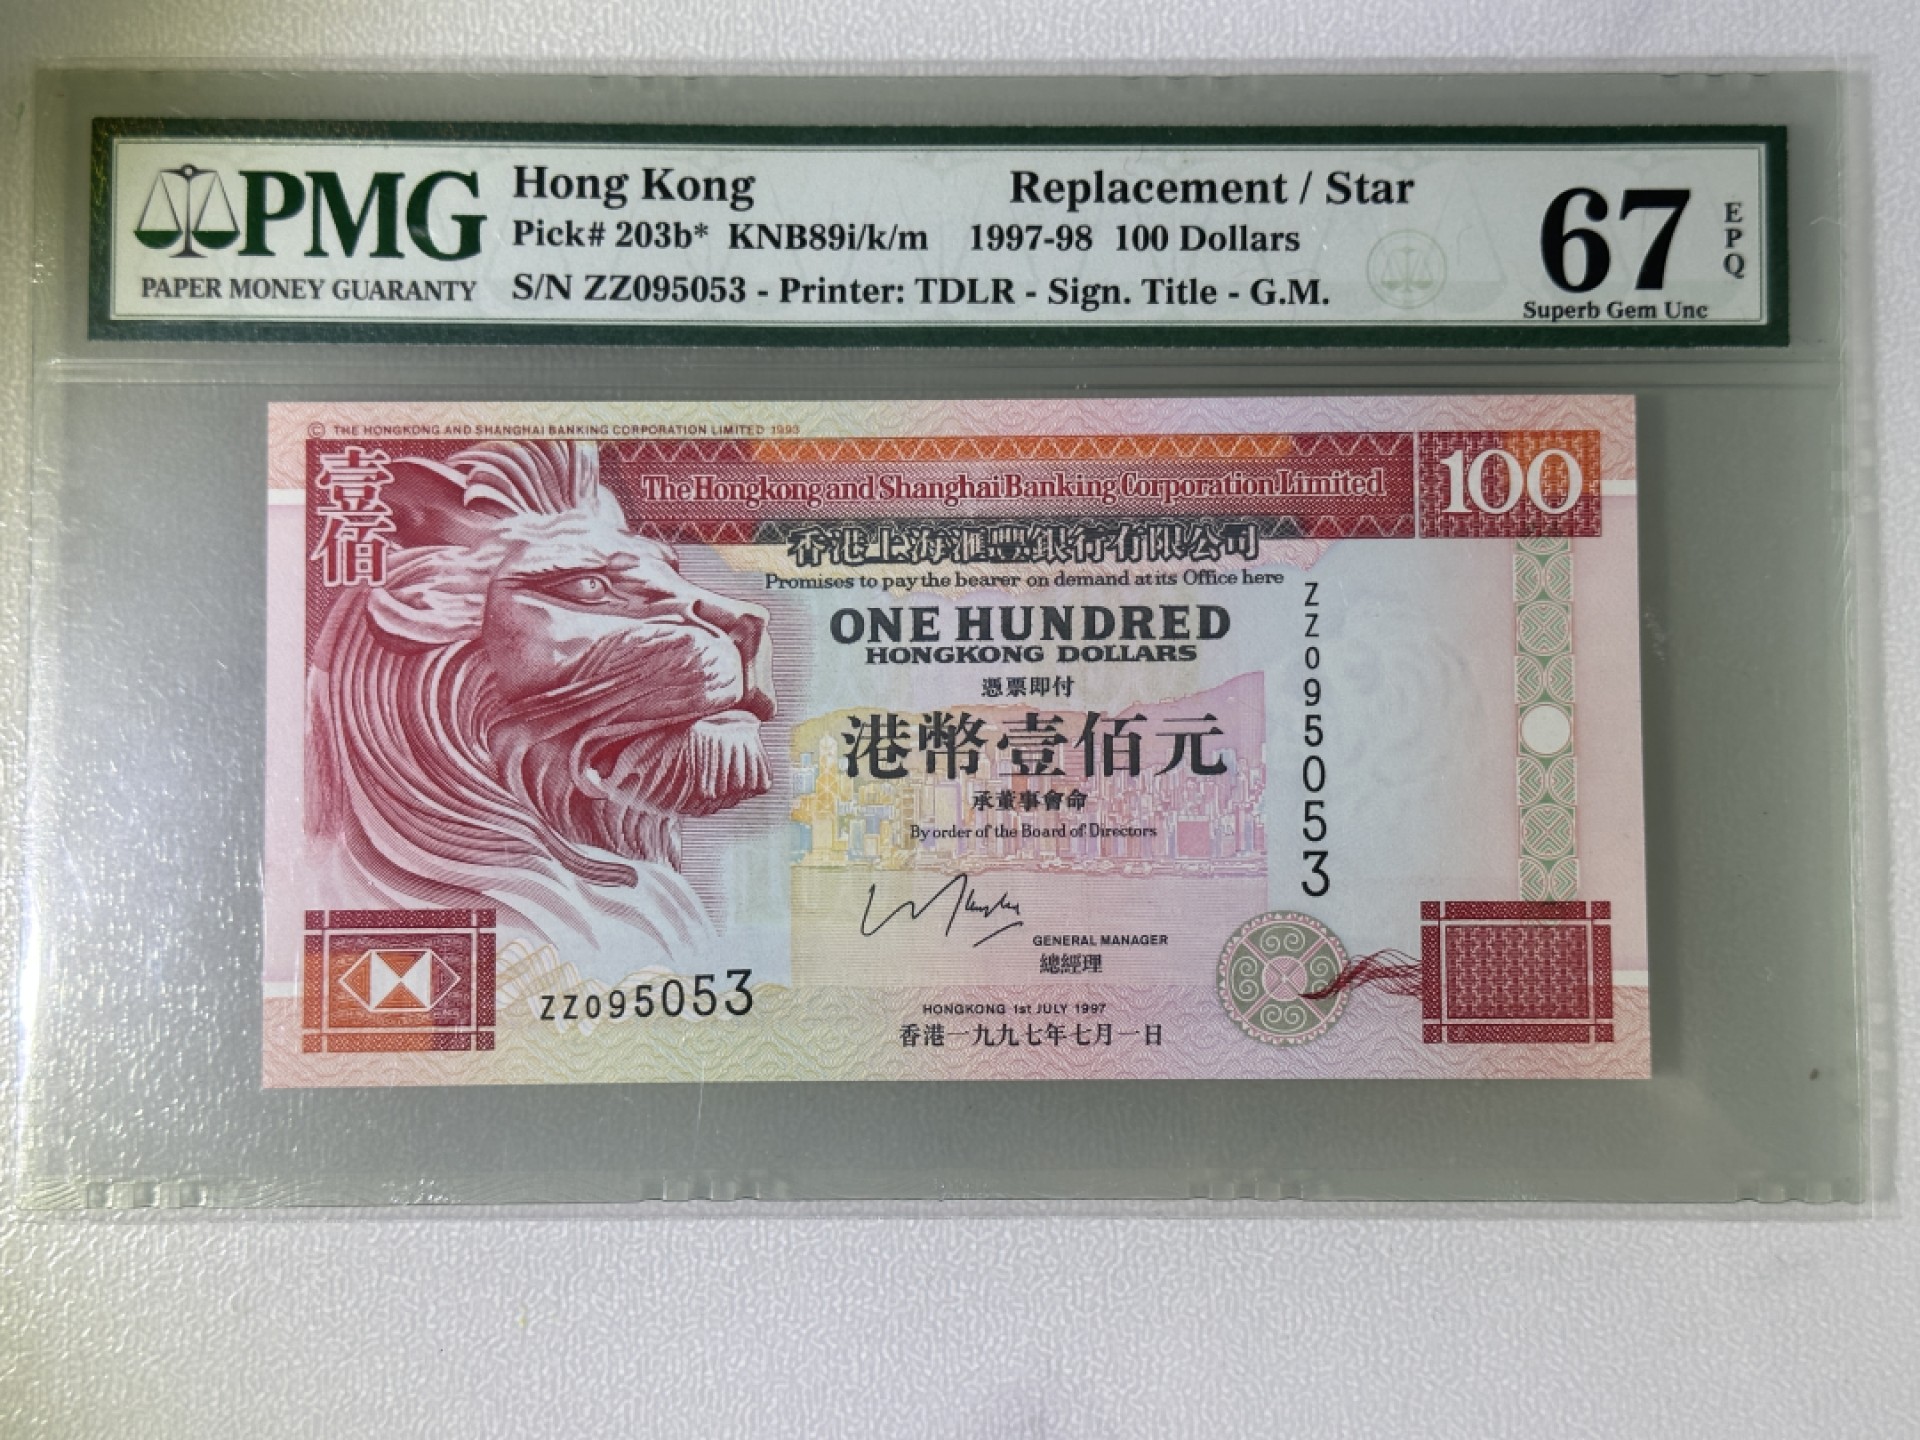 PMG
PAPER MONEY GUARANTY
Hong Kong Replacement / Star
Pick# 203b* KNB89i/k/m 1997-98 100 Dollars
S/N ZZ095053 - Printer: TDLR - Sign. Title - G.M.
67
EPQ
Superb Gem Unc
© THE HONGKONG AND SHANGHAI BANKING CORPORATION LIMITED 1993
壹佰
The Hongkong and Shanghai Banking Corporation Limited
100
香港上海滙豐銀行有限公司
Promises to pay the bearer on demand at its Office here
ONE HUNDRED
HONGKONG DOLLARS
憑票即付
港幣壹佰元
承董事會命
By order of the Board of Directors
ZZ095053
GENERAL MANAGER
總經理
ZZ095053
HONGKONG 1st JULY 1997
香港一九九七年七月一日